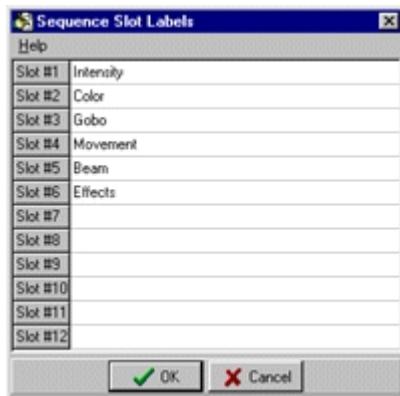 Sequence Slot Labels
Help
Slot #1 Intensity
Slot #2 Color
Slot #3 Gobo
Slot #4 Movement
Slot #5 Beam
Slot #6 Effects
Slot #7
Slot #8
Slot #9
Slot #10
Slot #11
Slot #12
OK Cancel